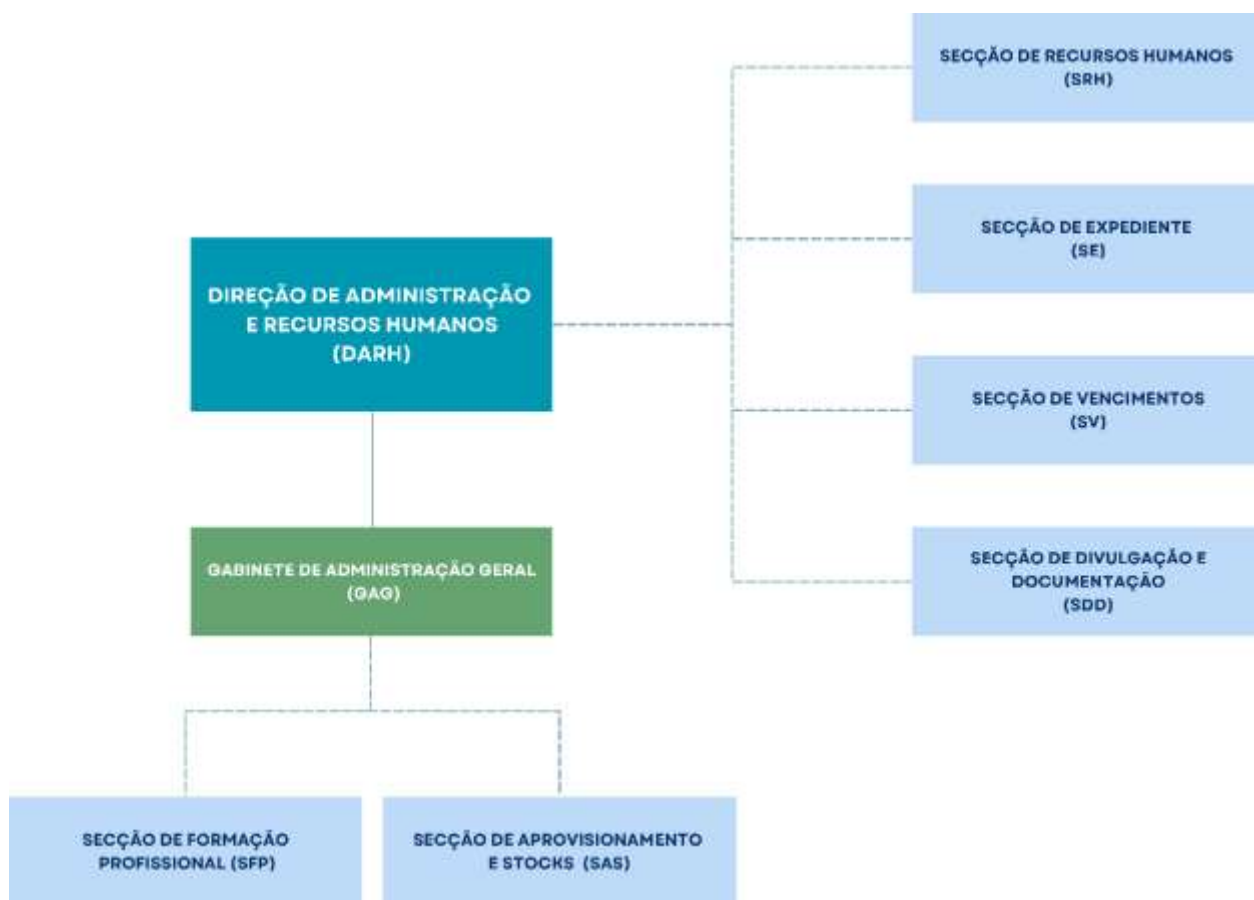 SECÇÃO DE RECURSOS HUMANOS
(SRH)
SECÇÃO DE EXPEDIENTE
(SE)
DIREÇÃO DE ADMINISTRAÇÃO
E RECURSOS HUMANOS
(DARH)
SECÇÃO DE VENCIMENTOS
(SV)
GABINETE DE ADMINISTRAÇÃO GERAL
(GAG)
SECÇÃO DE DIVULGAÇÃO E
DOCUMENTAÇÃO
(SDD)
SECÇÃO DE FORMAÇÃO
PROFISSIONAL (SFP)
SECÇÃO DE APROVISIONAMENTO
E STOCKS (SAS)